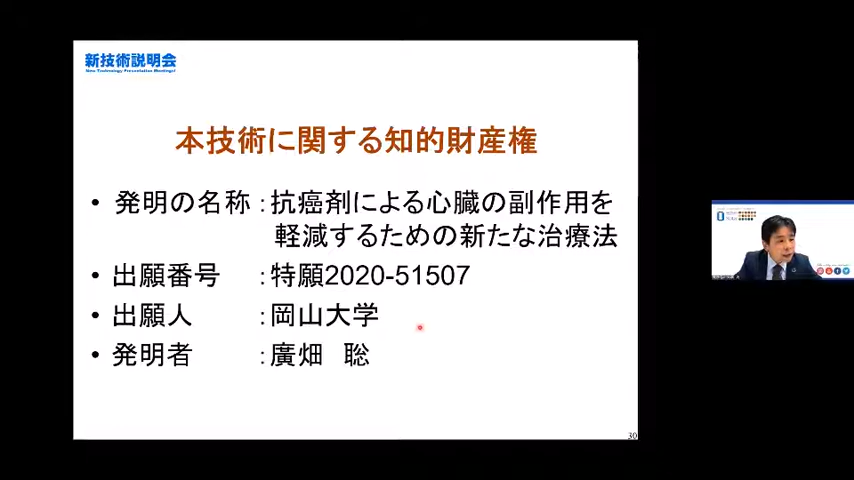 新技術説明会
New Technology Presentation Meetings!
本技術に関する知的財産権
• 発明の名称：抗癌剤による心臓の副作用を
軽減するための新たな治療法
• 出願番号 ：特願2020-51507
• 出願人 ：岡山大学
• 発明者 ：廣畑 聡
30